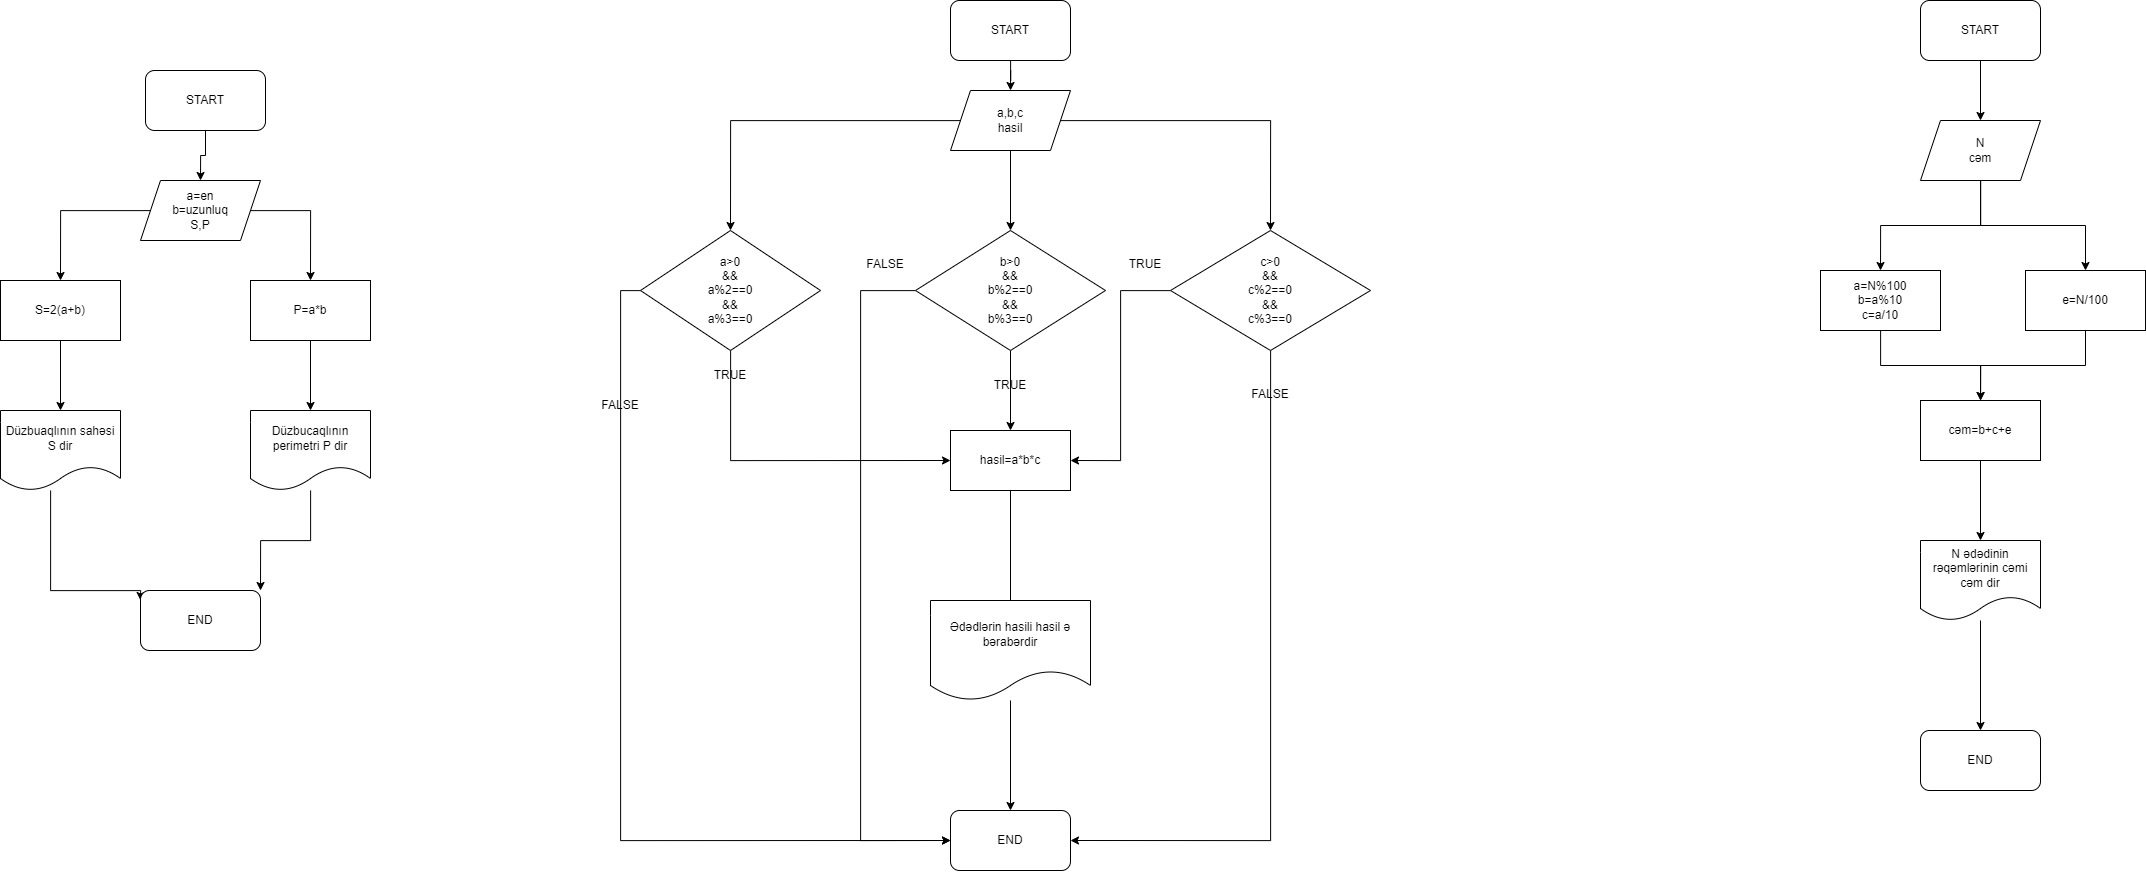 START
a=en
b=uzunluq
S,P
S=2(a+b)
P=a*b
Düzbuaqlının sahəsi
S dir
Düzbucaqlının
perimetri P dir
END
START
a,b,c
hasil
a>0
&&
a%2==0
&&
a%3==0
FALSE
b>0
&&
b%2==0
&&
b%3==0
TRUE
c>0
&&
c%2==0
&&
c%3==0
TRUE
TRUE
FALSE
FALSE
hasil=a*b*c
Ədədlərin hasili hasil ə
bərabərdir
END
START
N
cəm
a=N%100
b=a%10
c=a/10
e=N/100
cəm=b+c+e
N ədədinin
rəqəmlərinin cəmi
cəm dir
END